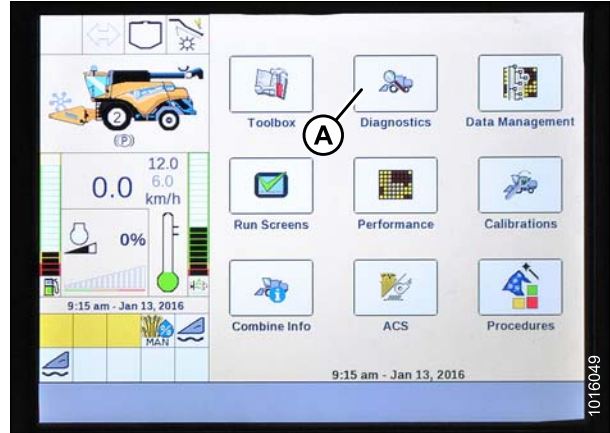 2
(P)
12.0
0.0 6.0
km/h
0%
9:15 am - Jan 13, 2016
MAN
A
Toolbox Diagnostics Data Management
Run Screens Performance Calibrations
Combine Info ACS Procedures
9:15 am - Jan 13, 2016
1016049